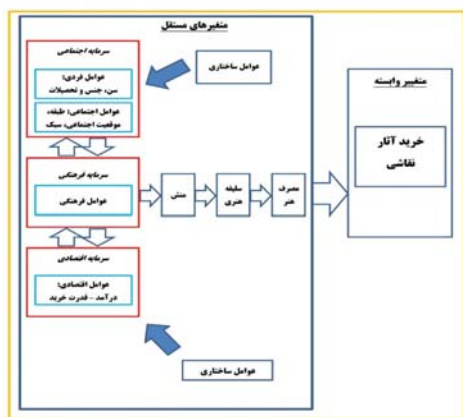 متغیرهای مستقل
سرمایه اجتماعی
عوامل فردی:
سن، جنس و تحصیلات
عوامل اجتماعی: طبقه،
موقعیت اجتماعی، سبک
عوامل ساختاری
سرمایه فرهنگی
عوامل فرهنگی
منش
سلیقه
هنری
مصرف
هنر
سرمایه اقتصادی
عوامل اقتصادی:
درآمد - قدرت خرید
عوامل ساختاری
متغییر وابسته
خرید آثار
نقاشی